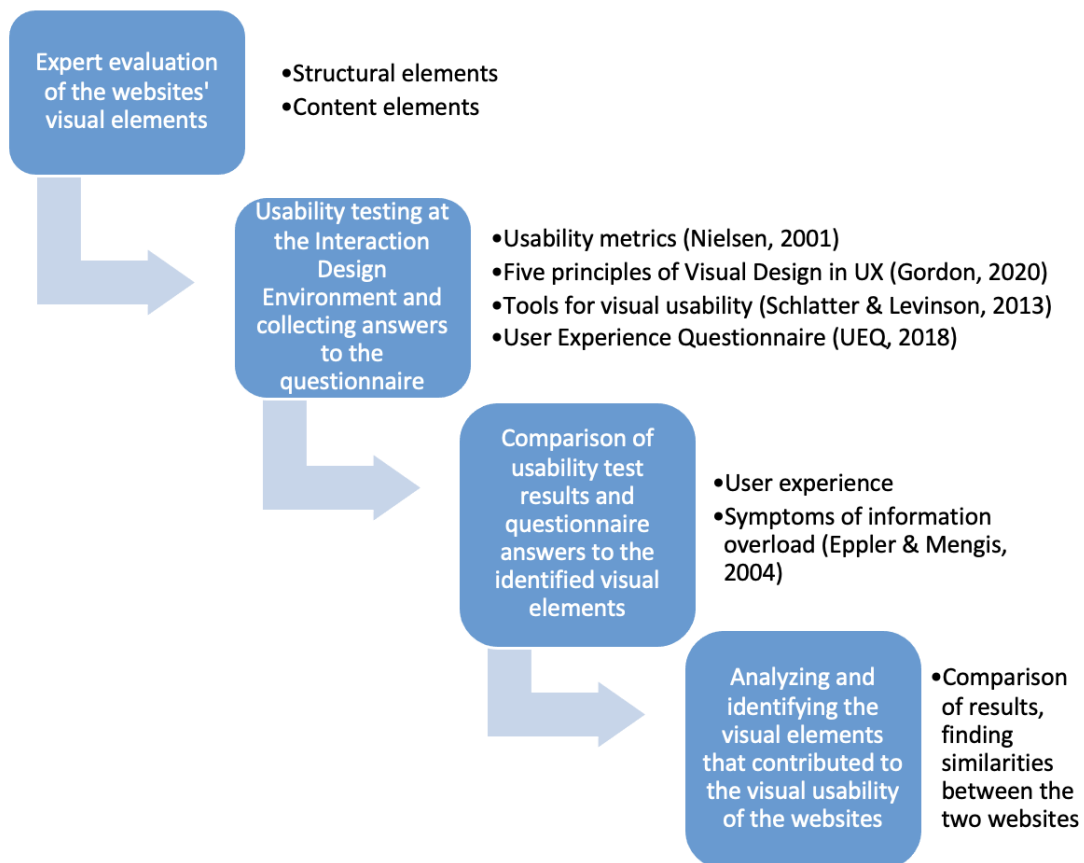 Expert evaluation
of the websites'
visual elements
•Structural elements
•Content elements
Usability testing at
the Interaction
Design
Environment and
collecting answers
to the
questionnaire
•Usability metrics (Nielsen, 2001)
•Five principles of Visual Design in UX (Gordon, 2020)
•Tools for visual usability (Schlatter & Levinson, 2013)
•User Experience Questionnaire (UEQ, 2018)
Comparison of
usability test
results and
questionnaire
answers to the
identified visual
elements
•User experience
•Symptoms of information
overload (Eppler & Mengis,
2004)
Analyzing and
identifying the
visual elements
that contributed to
the visual usability
of the websites
•Comparison
of results,
finding
similarities
between the
two websites